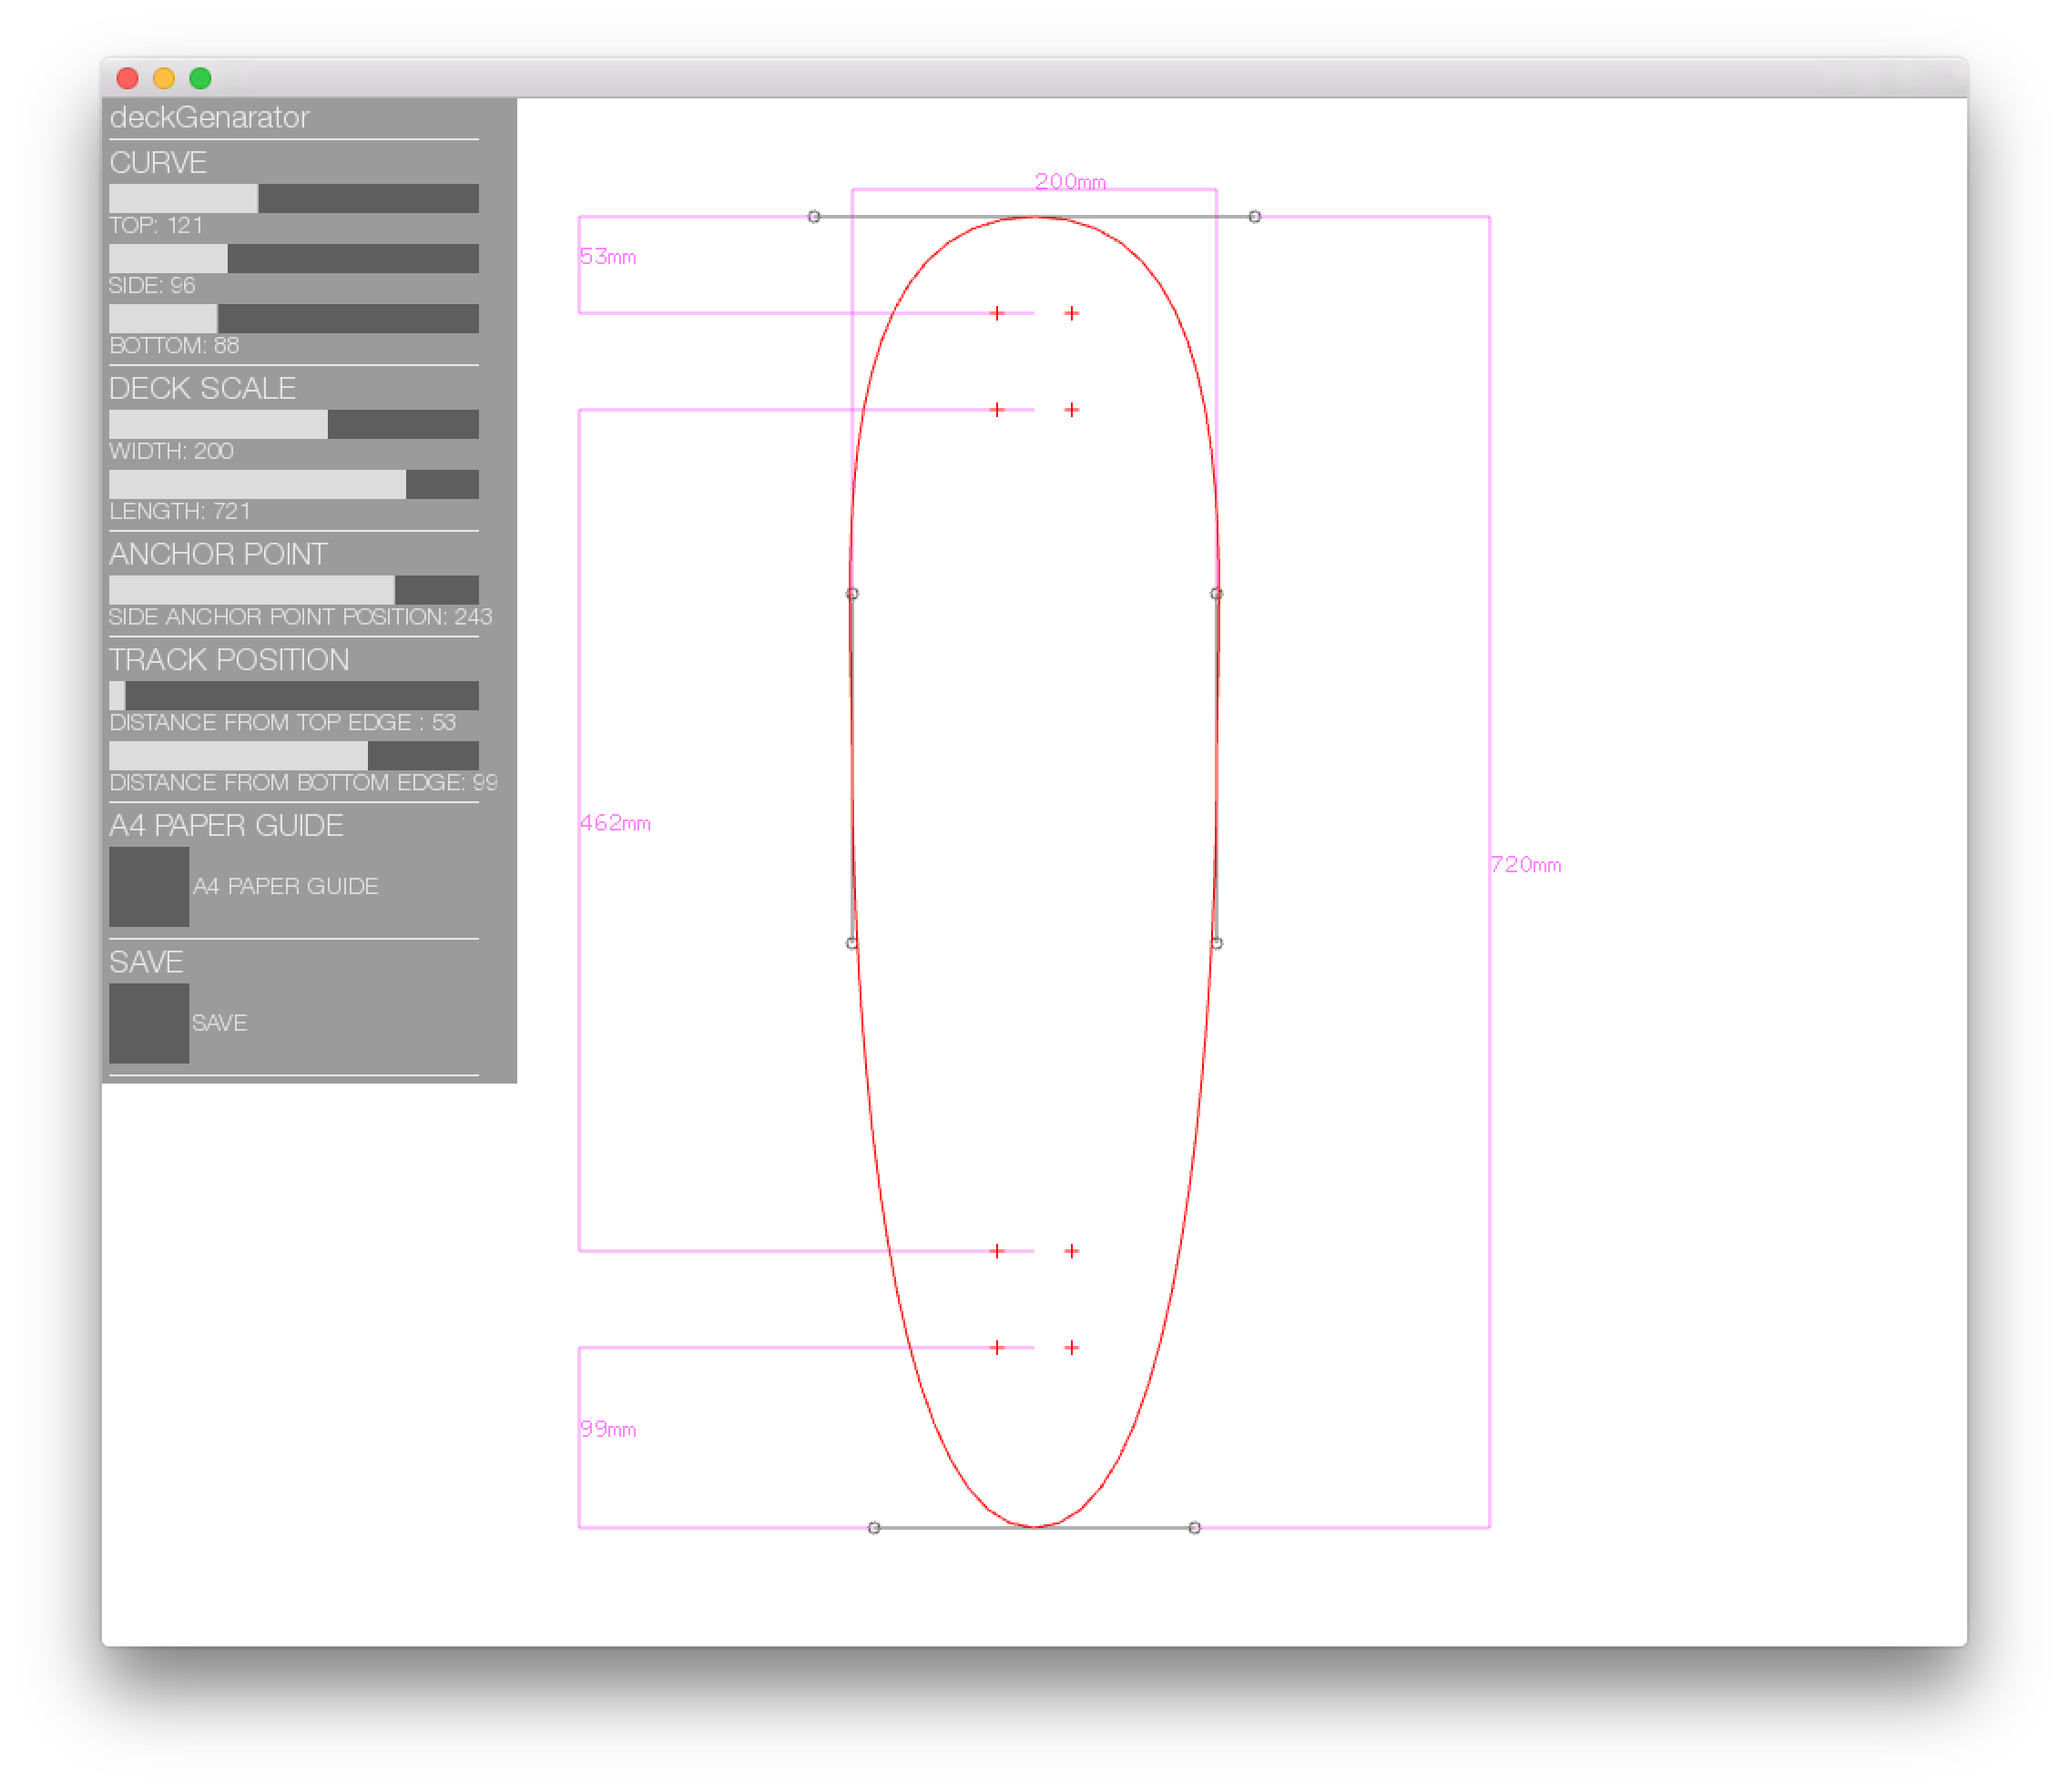 deckGenarator
CURVE
TOP: 121
SIDE: 96
BOTTOM: 88
DECK SCALE
WIDTH: 200
LENGTH: 721
ANCHOR POINT
SIDE ANCHOR POINT POSITION: 243
TRACK POSITION
DISTANCE FROM TOP EDGE : 53
DISTANCE FROM BOTTOM EDGE: 99
A4 PAPER GUIDE
A4 PAPER GUIDE
SAVE
SAVE
200mm
53mm
462mm
720mm
99mm